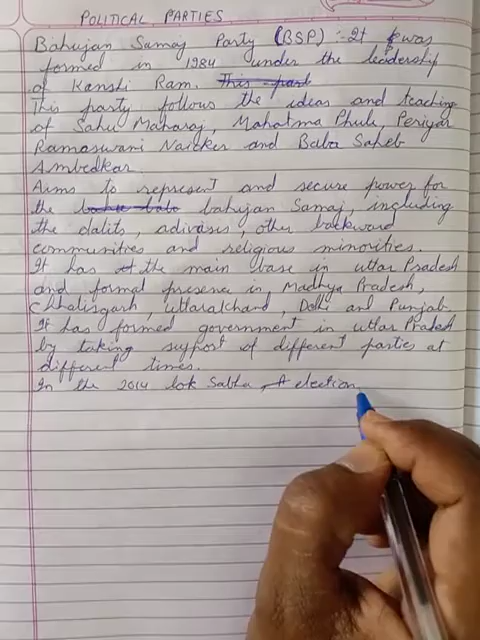 POLITICAL PARTIES
Bahujan Samaj Party (BSP) :- It was
formed in 1984 under the leadership
of Kanshi Ram. This part
This party follows the ideas and teaching
of Sahu Maharaj, Mahatma Phule, Periyar
Ramaswani Naicker and Baba Saheb
Ambedkar.
Aims to represent and secure power for
the bahujan Samaj, including
the dalits, adivasis, other backward
communities and religious minorities.
It has the main base in uttar Pradesh
and formal presence in, Madhya Pradesh,
Chhalisgarh, Uttarakhand, Delhi and Punjab
It has formed government in uttar Pradesh
by taking support of different parties at
different times.
In the 2014 lok Sabha election